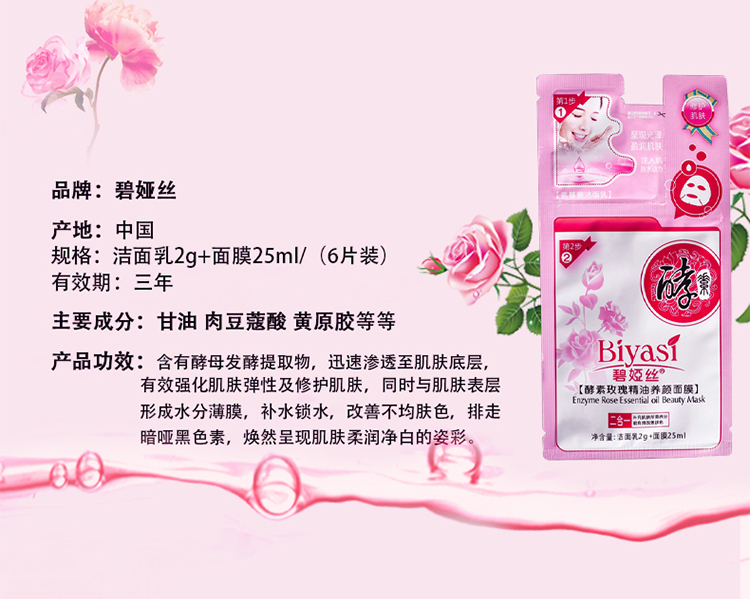 品牌：碧娅丝
产地：中国
规格：洁面乳2g+面膜25ml/（6片装）
有效期：三年
主要成分：甘油 肉豆蔻酸 黄原胶等等
产品功效：含有酵母发酵提取物，迅速渗透至肌肤底层，
有效强化肌肤弹性及修护肌肤，同时与肌肤表层
形成水分薄膜，补水锁水，改善不均肤色，排走
暗哑黑色素，焕然呈现肌肤柔润净白的姿彩。
第1步
1
肌肤
盈润肌肤
第2步
2
酵素
Biyasi
碧娅丝®
【酵素玫瑰精油养颜面膜】
Enzyme Rose Essential oil Beauty Mask
二合一
净含量：洁面乳2g+面膜25ml